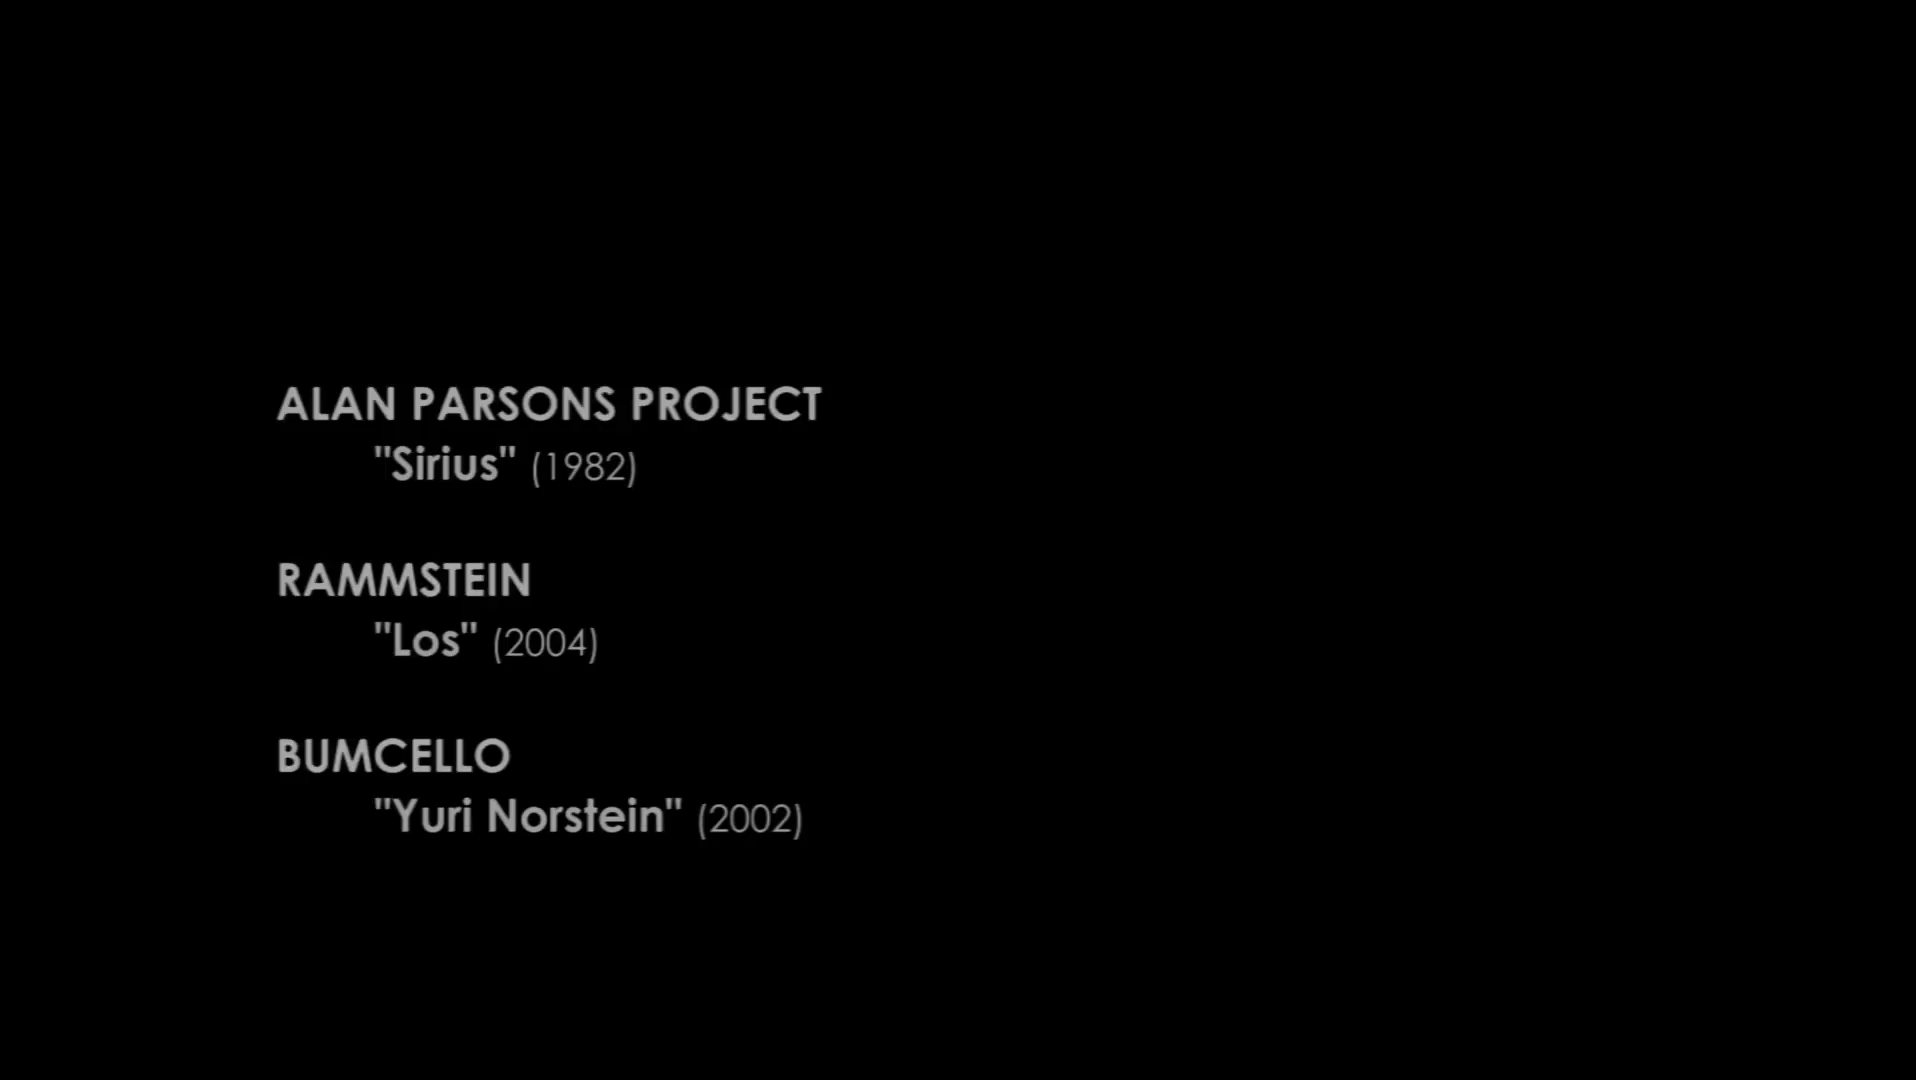 ALAN PARSONS PROJECT
"Sirius" (1982)
RAMMSTEIN
"Los" (2004)
BUMCELLO
"Yuri Norstein" (2002)